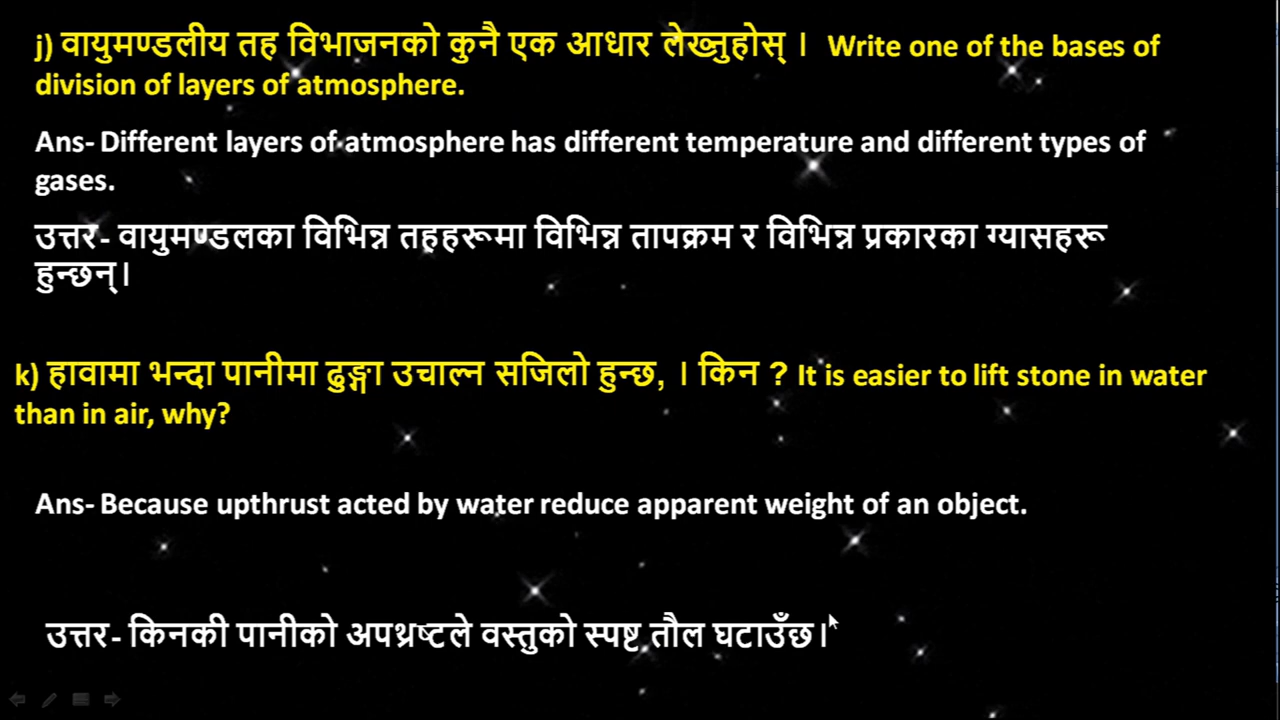 j) वायुमण्डलीय तह विभाजनको कुनै एक आधार लेख्नुहोस् । Write one of the bases of
division of layers of atmosphere.
Ans- Different layers of atmosphere has different temperature and different types of
gases.
उत्तर- वायुमण्डलका विभिन्न तहहरूमा विभिन्न तापक्रम र विभिन्न प्रकारका ग्यासहरू
हुन्छन्।
k) हावामा भन्दा पानीमा ढुङ्गा उचाल्न सजिलो हुन्छ, । किन ? It is easier to lift stone in water
than in air, why?
Ans- Because upthrust acted by water reduce apparent weight of an object.
उत्तर- किनकी पानीको अपथ्रष्टले वस्तुको स्पष्ट तौल घटाउँछ।